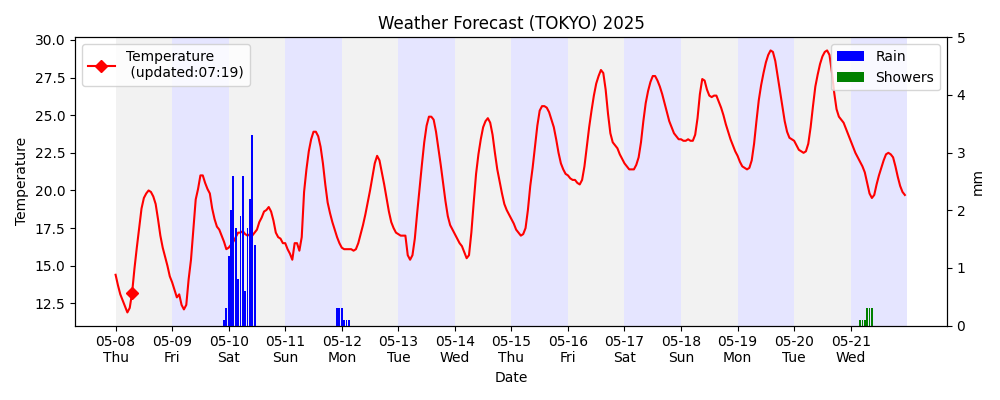 Weather Forecast (TOKYO) 2025
Temperature
(updated:07:19)
Rain
Showers
30.0
27.5
25.0
22.5
20.0
17.5
15.0
12.5
Temperature
5
4
3
2
1
0
mm
05-08 05-09 05-10 05-11 05-12 05-13 05-14 05-15 05-16 05-17 05-18 05-19 05-20 05-21
Thu Fri Sat Sun Mon Tue Wed Thu Fri Sat Sun Mon Tue Wed
Date